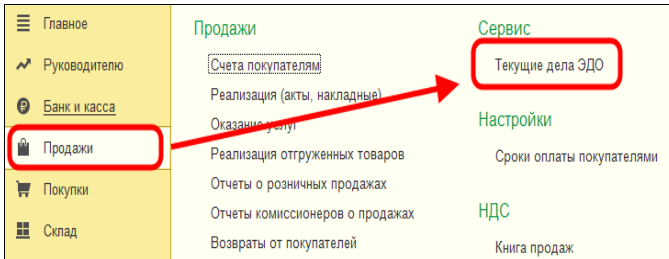 Главное
Руководителю
Банк и касса
Продажи
Покупки
Склад
Продажи
Счета покупателям
Реализация (акты, накладные)
Оказание услуг
Реализация отгруженных товаров
Отчеты о розничных продажах
Отчеты комиссионеров о продажах
Возвраты от покупателей
Сервис
Текущие дела ЭДО
Настройки
Сроки оплаты покупателями
НДС
Книга продаж